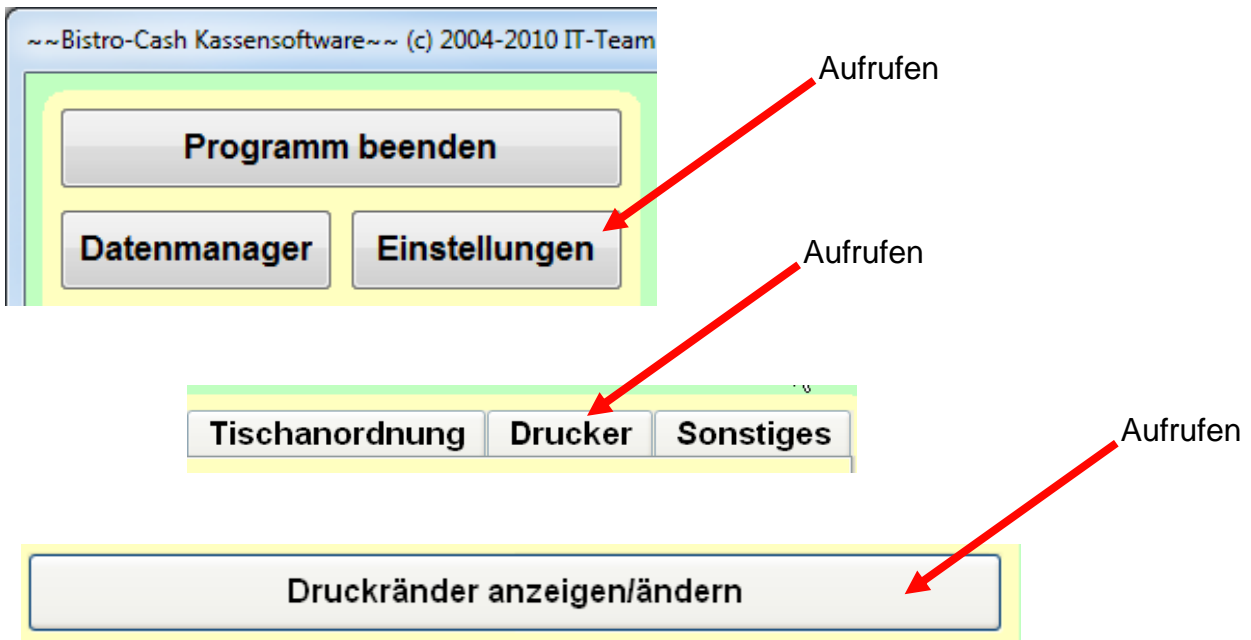 ~~Bistro-Cash Kassensoftware~~ (c) 2004-2010 IT-Team
Aufrufen
Programm beenden
Datenmanager Einstellungen
Aufrufen
Tischanordnung Drucker Sonstiges
Aufrufen
Druckränder anzeigen/ändern